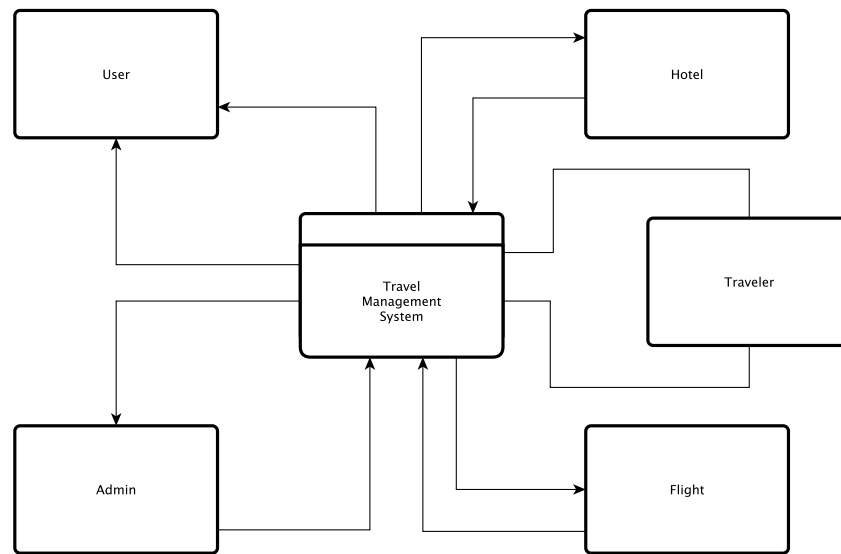 User
Hotel
Travel
Management
System
Traveler
Admin
Flight